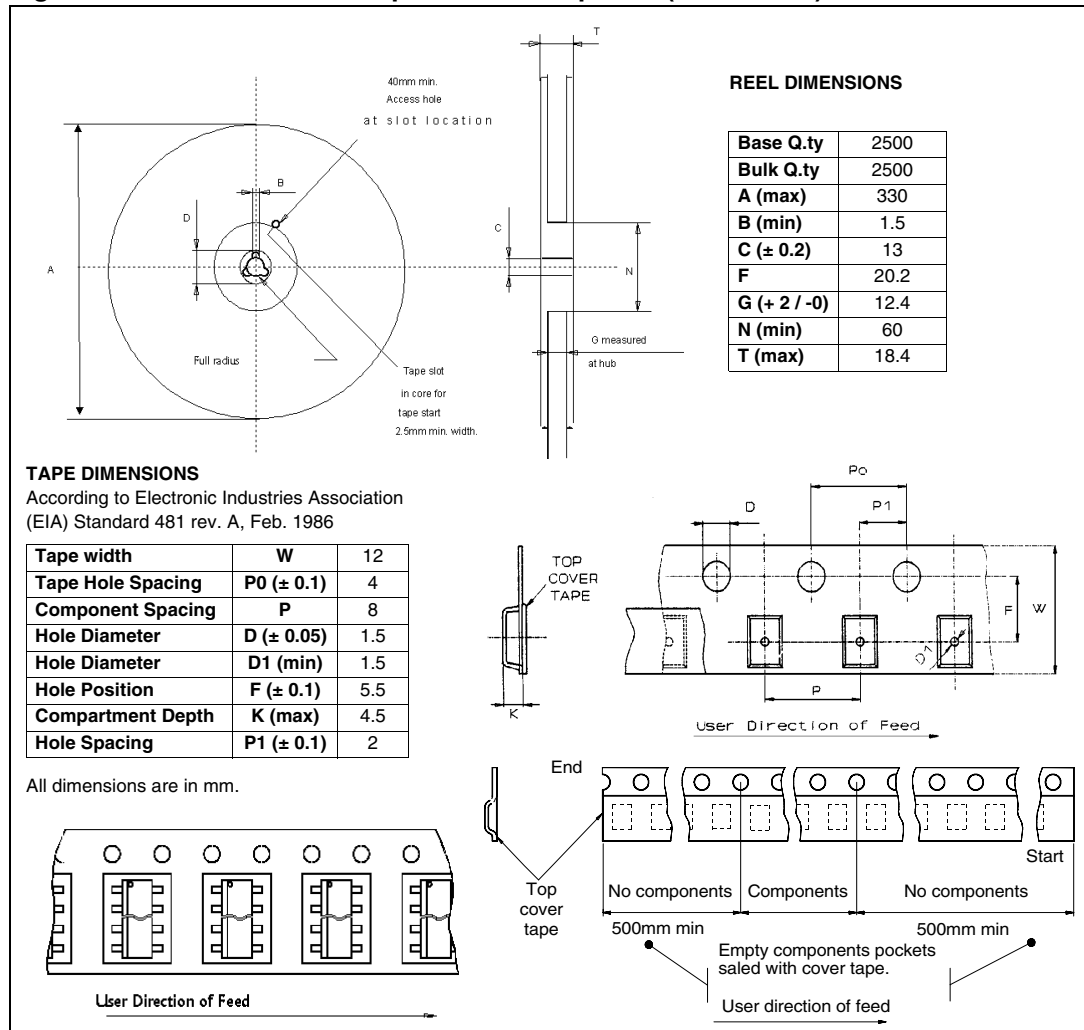 T
40mm min.
Access hole
at slot location
B
D
C
A
N
G measured
at hub
Full radius
Tape slot
in core for
tape start
2.5mm min. width.
REEL DIMENSIONS
Base Q.ty 2500
Bulk Q.ty 2500
A (max) 330
B (min) 1.5
C (± 0.2) 13
F 20.2
G (+ 2 / -0) 12.4
N (min) 60
T (max) 18.4
TAPE DIMENSIONS
According to Electronic Industries Association
(EIA) Standard 481 rev. A, Feb. 1986
Tape width W 12
Tape Hole Spacing P0 (± 0.1) 4
Component Spacing P 8
Hole Diameter D (± 0.05) 1.5
Hole Diameter D1 (min) 1.5
Hole Position F (± 0.1) 5.5
Compartment Depth K (max) 4.5
Hole Spacing P1 (± 0.1) 2
All dimensions are in mm.
Po
D
P1
TOP
COVER
TAPE
F
W
D1
K
P
User Direction of Feed
End
Start
Top
cover
tape
No components
Components
No components
500mm min
500mm min
Empty components pockets
saled with cover tape.
User direction of feed
User Direction of Feed